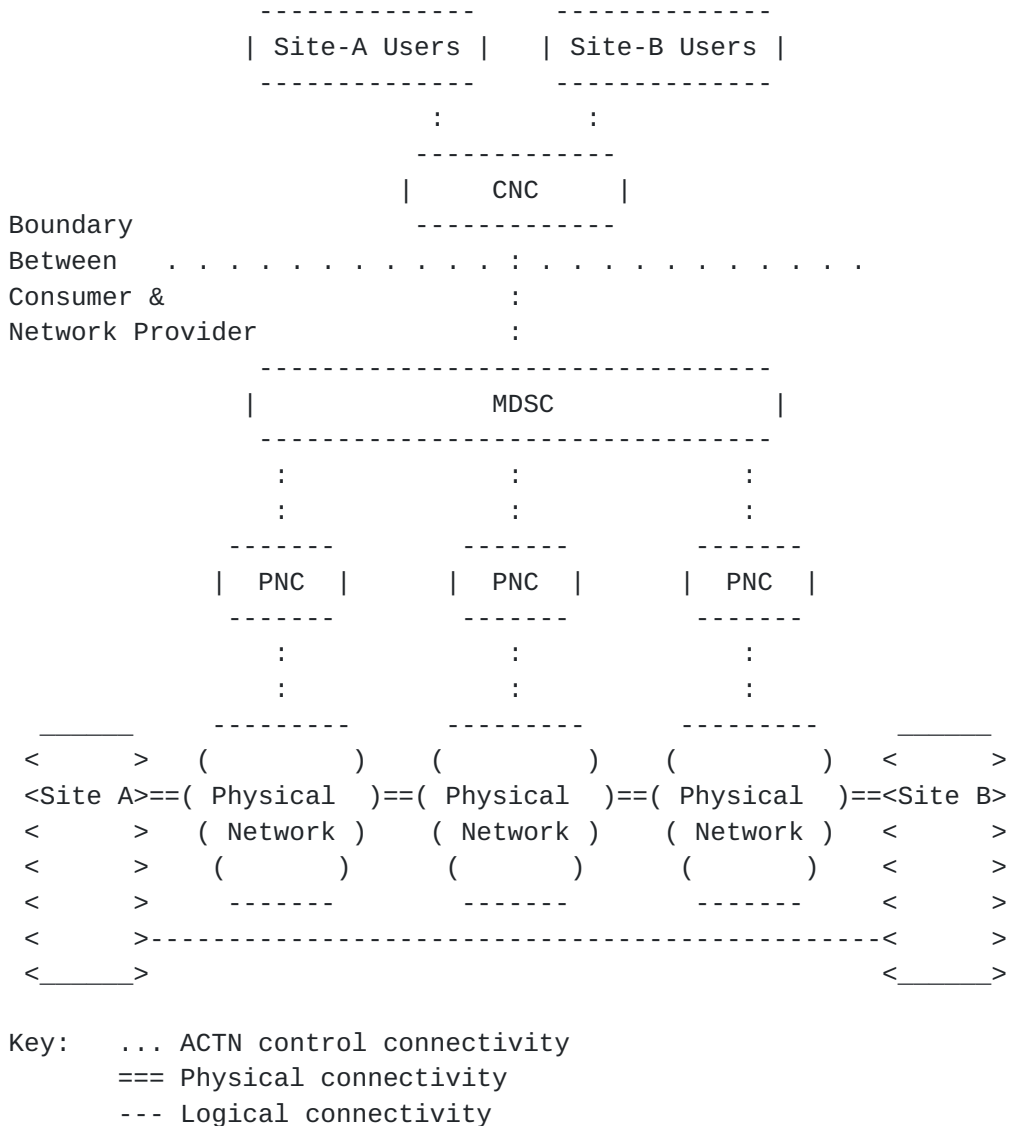 | Site-A Users | | Site-B Users |
| CNC |
Boundary
Between . . . . . . . . . . . : . . . . . . . . . . .
Consumer & :
Network Provider :
| MDSC |
| PNC | | PNC | | PNC |
<Site A>==( Physical )==( Physical )==( Physical )==<Site B>
< > ( Network ) ( Network ) ( Network ) < >
Key: ... ACTN control connectivity
=== Physical connectivity
--- Logical connectivity